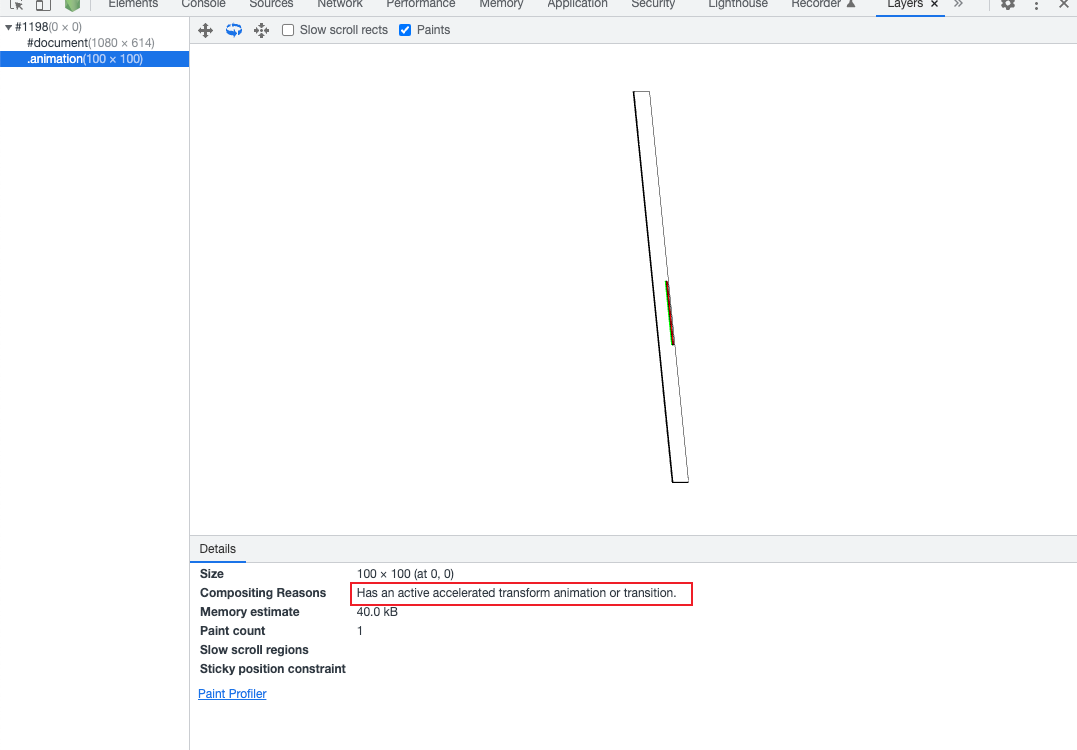 Elements Console Sources Network Performance Memory Application Security Lighthouse Recorder Layers × »
#1198(0 × 0)
#document(1080 × 614)
.animation(100 × 100)
Slow scroll rects Paints
Details
Size 100 × 100 (at 0, 0)
Compositing Reasons Has an active accelerated transform animation or transition.
Memory estimate 40.0 kB
Paint count 1
Slow scroll regions
Sticky position constraint
Paint Profiler